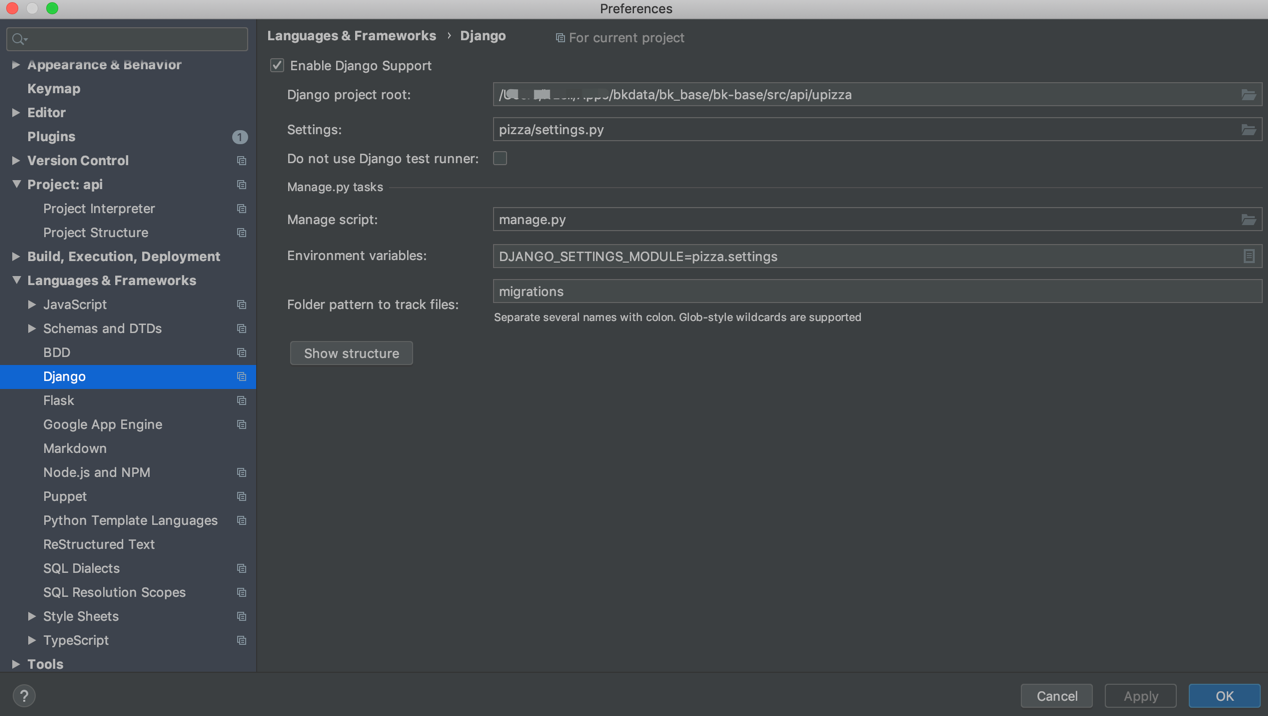 Preferences
Appearance & Behavior
Keymap
Editor
Plugins 1
Version Control
Project: api
Project Interpreter
Project Structure
Build, Execution, Deployment
Languages & Frameworks
JavaScript
Schemas and DTDs
BDD
Django
Flask
Google App Engine
Markdown
Node.js and NPM
Puppet
Python Template Languages
ReStructured Text
SQL Dialects
SQL Resolution Scopes
Style Sheets
TypeScript
Tools
Languages & Frameworks › Django For current project
Enable Django Support
Django project root: /bkdata/bk_base/bk-base/src/api/upizza
Settings: pizza/settings.py
Do not use Django test runner:
Manage.py tasks
Manage script: manage.py
Environment variables: DJANGO_SETTINGS_MODULE=pizza.settings
Folder pattern to track files: migrations
Separate several names with colon. Glob-style wildcards are supported
Show structure
? Cancel Apply OK